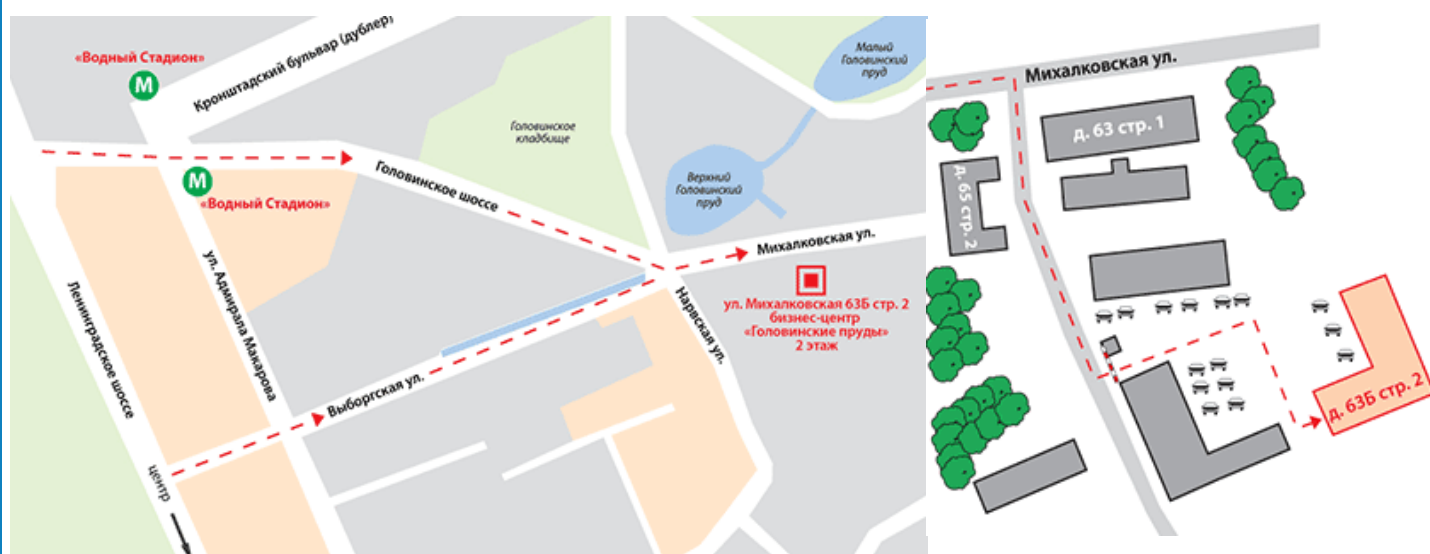 «Водный Стадион»
М
Кронштадский бульвар (дублер)
Малый
Головинский
пруд
Головинское
кладбище
М
«Водный Стадион»
Головинское шоссе
Верхний
Головинский
пруд
Михалковская ул.
ул. Михалковская 63Б стр. 2
бизнес-центр
«Головинские пруды»
2 этаж
Нарвская ул.
ул. Адмирала Макарова
Ленинградское шоссе
Выборгская ул.
центр
Михалковская ул.
д. 63 стр. 1
д. 65 стр. 2
д. 63Б стр. 2